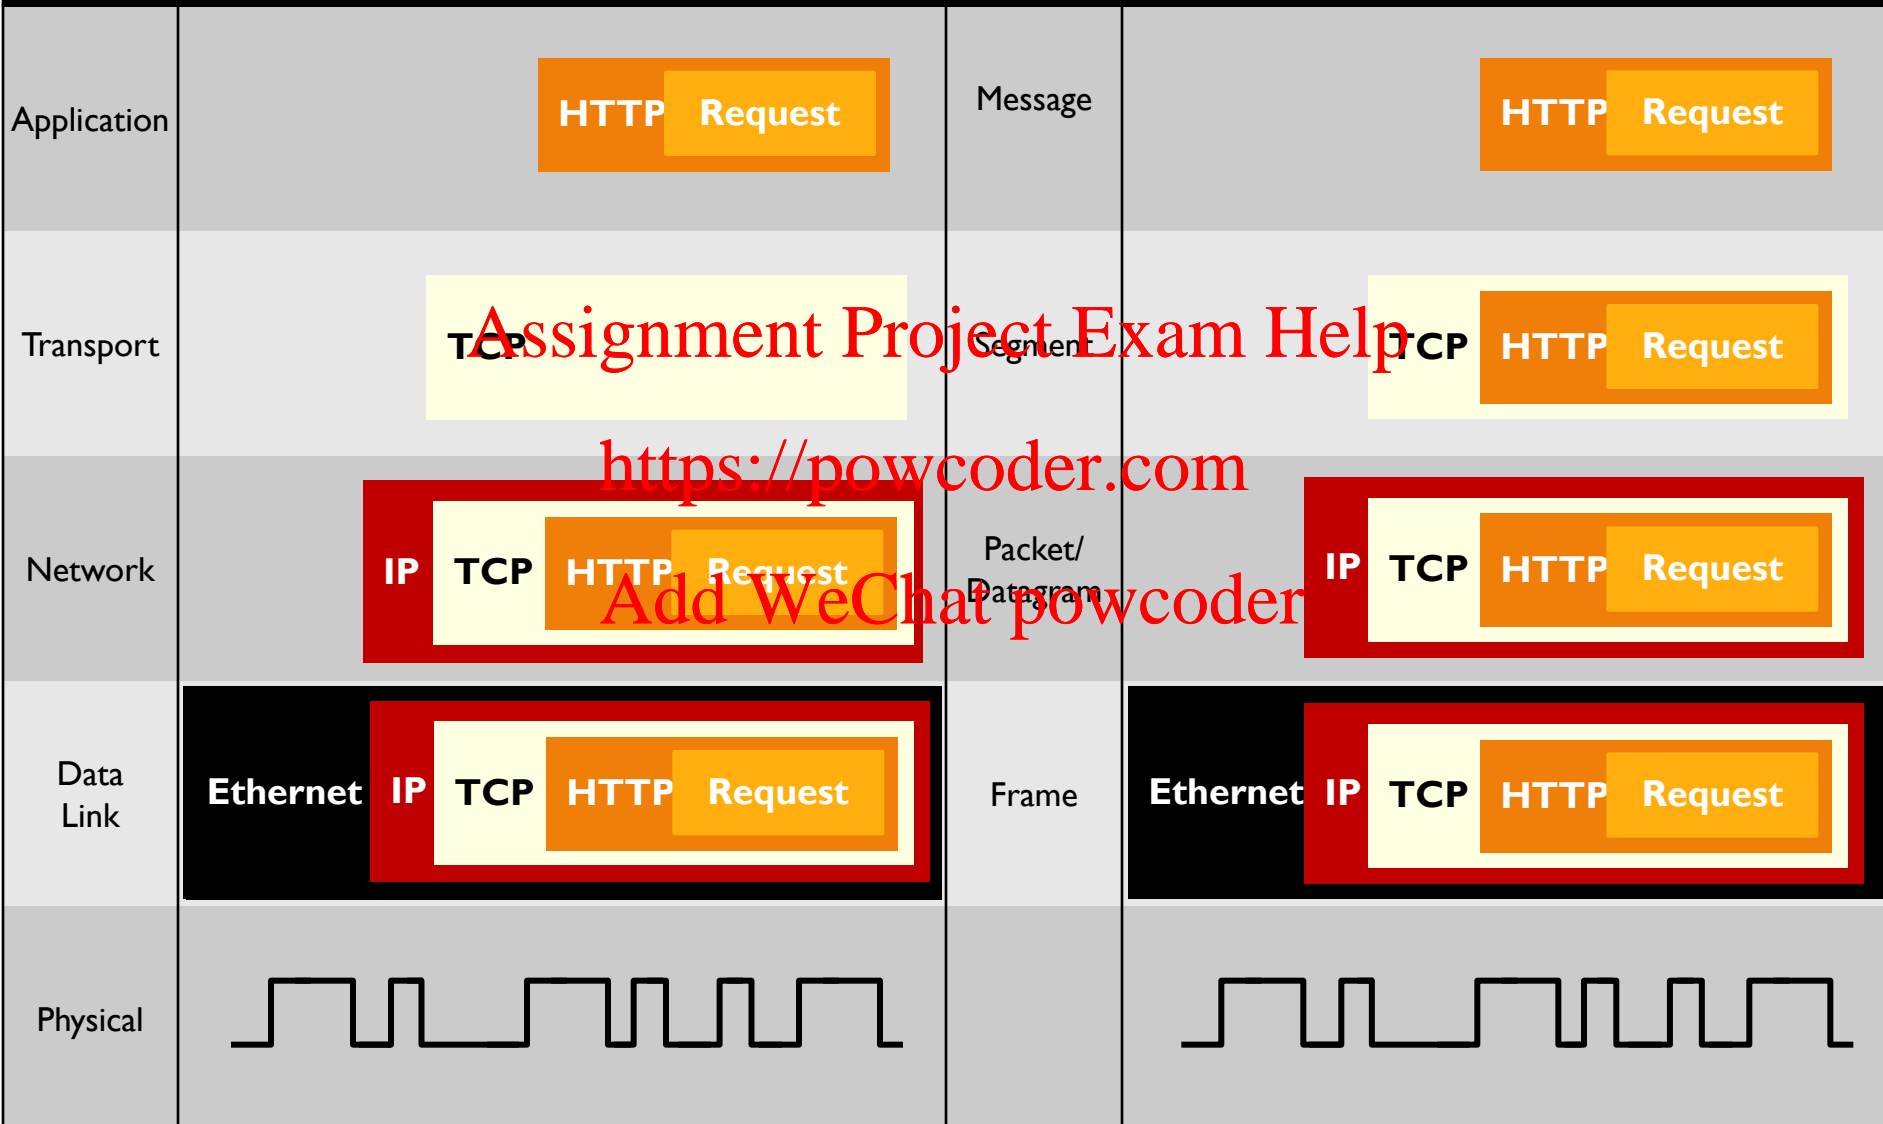 Application HTTP Request Message HTTP Request
Transport TCP Segment TCP HTTP Request
Assignment Project Exam Help
https://powcoder.com
Network IP TCP HTTP Request Packet/
Datagram IP TCP HTTP Request
Add WeChat powcoder
Data
Link Ethernet IP TCP HTTP Request Frame Ethernet IP TCP HTTP Request
Physical